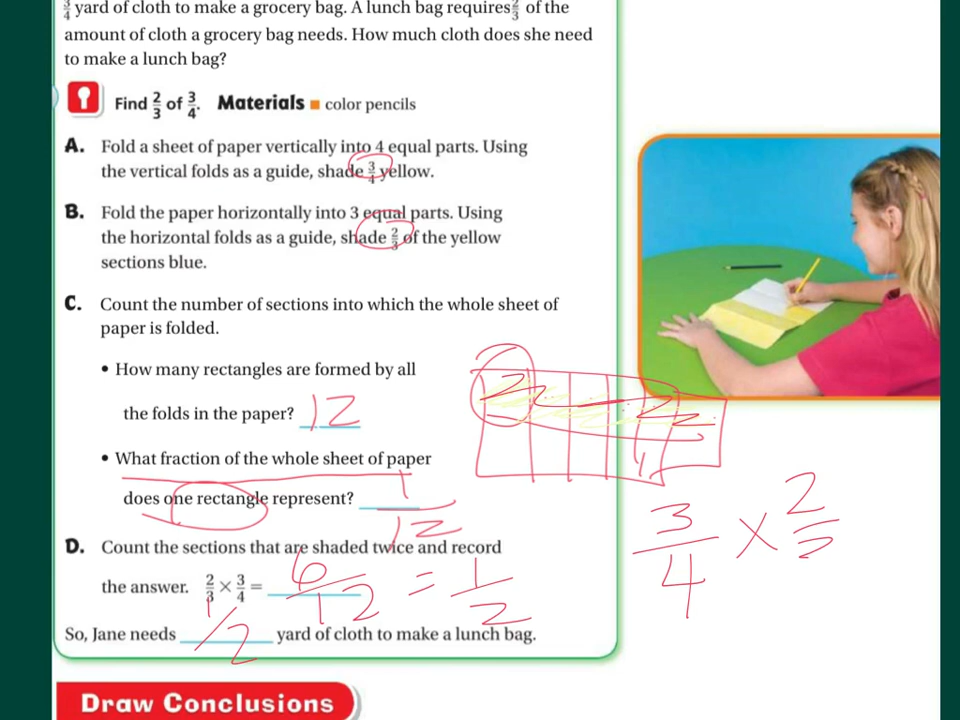 3/4 yard of cloth to make a grocery bag. A lunch bag requires 2/3 of the
amount of cloth a grocery bag needs. How much cloth does she need
to make a lunch bag?
Find 2/3 of 3/4. Materials ■ color pencils
A. Fold a sheet of paper vertically into 4 equal parts. Using
the vertical folds as a guide, shade 3/4 yellow.
B. Fold the paper horizontally into 3 equal parts. Using
the horizontal folds as a guide, shade 2/3 of the yellow
sections blue.
C. Count the number of sections into which the whole sheet of
paper is folded.
• How many rectangles are formed by all
the folds in the paper? 12
• What fraction of the whole sheet of paper
does one rectangle represent? 1/12
D. Count the sections that are shaded twice and record
the answer. 2/3 × 3/4 = 6/12 = 1/2
So, Jane needs 1/2 yard of cloth to make a lunch bag.
3/4 × 2/3
Draw Conclusions